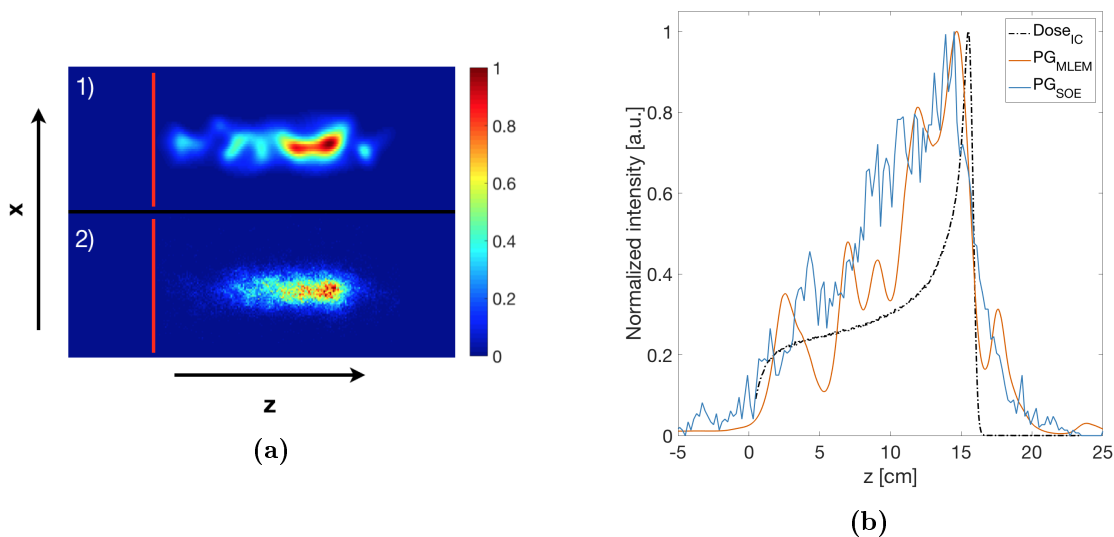 1)
2)
x
z
1
0.8
0.6
0.4
0.2
0
(a)
Normalized intensity [a.u.]
1
0.8
0.6
0.4
0.2
0
-5
0
5
10
15
20
25
z [cm]
Dose_IC
PG_MLEM
PG_SOE
(b)